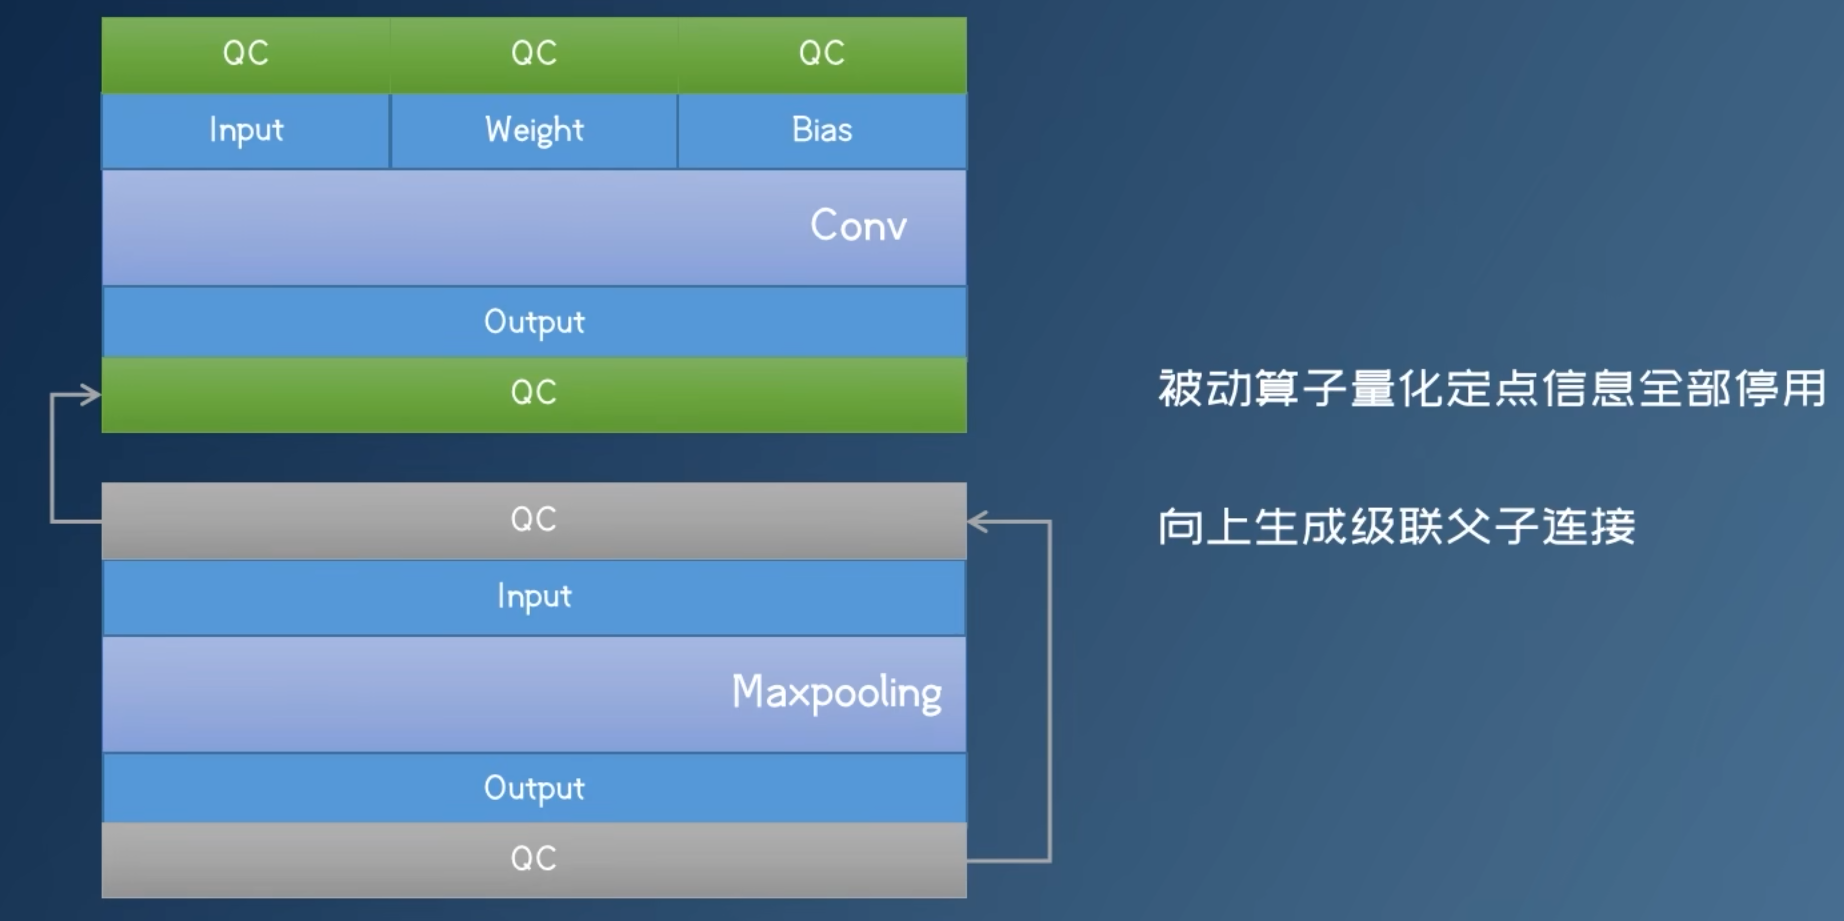 QC QC QC
Input Weight Bias
Conv
Output
QC
被动算子量化定点信息全部停用
QC
向上生成级联父子连接
Input
Maxpooling
Output
QC